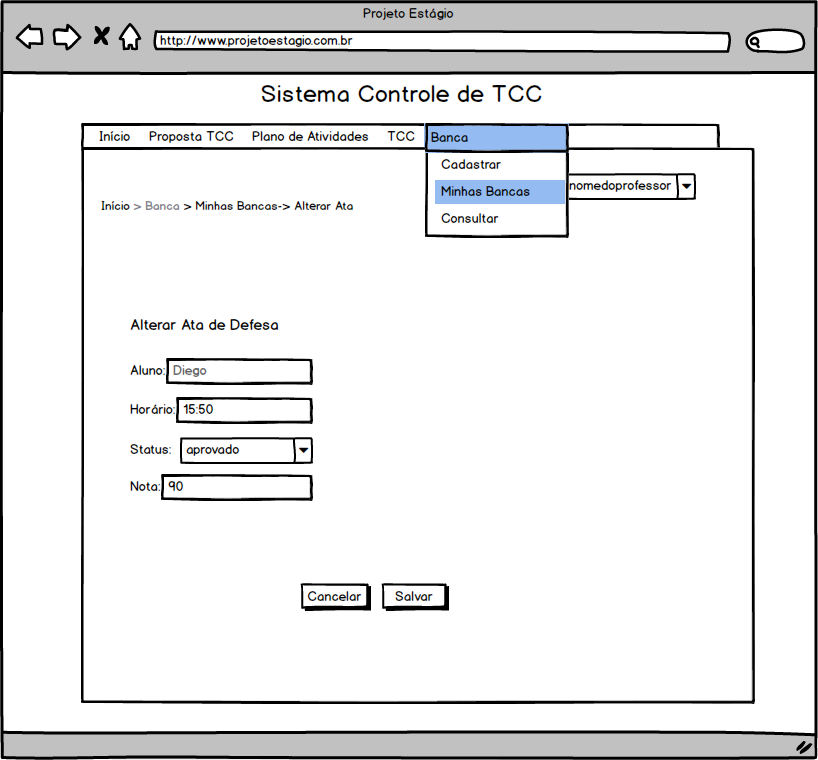 Projeto Estágio
http://www.projetoestagio.com.br
Sistema Controle de TCC
Início Proposta TCC Plano de Atividades TCC Banca
Cadastrar
Minhas Bancas
nomedoprofessor
Consultar
Início > Banca > Minhas Bancas-> Alterar Ata
Alterar Ata de Defesa
Aluno: Diego
Horário: 15:50
Status: aprovado
Nota: 90
Cancelar Salvar